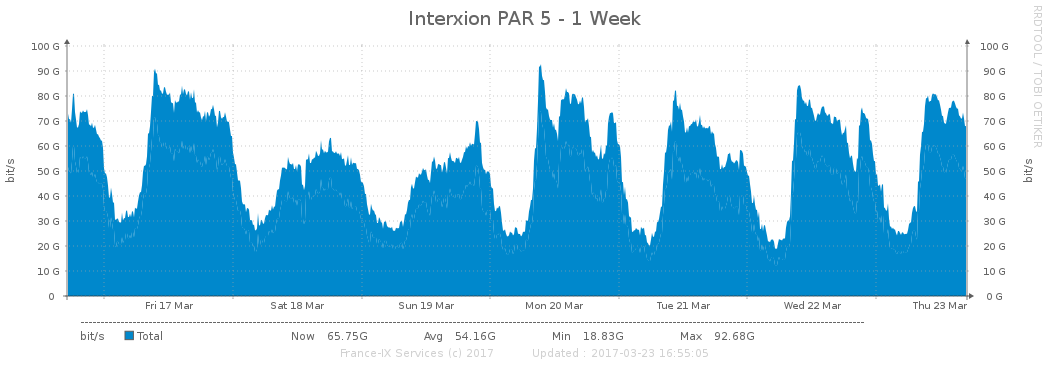 Interxion PAR 5 - 1 Week
RRDTOOL / TOBI OETIKER
bit/s
100 G 100 G
90 G 90 G
80 G 80 G
70 G 70 G
60 G 60 G
50 G 50 G
40 G 40 G
30 G 30 G
20 G 20 G
10 G 10 G
0 0 G
bit/s
Fri 17 Mar Sat 18 Mar Sun 19 Mar Mon 20 Mar Tue 21 Mar Wed 22 Mar Thu 23 Mar
bit/s Total Now 65.75G Avg 54.16G Min 18.83G Max 92.68G
France-IX Services (c) 2017 Updated : 2017-03-23 16:55:05